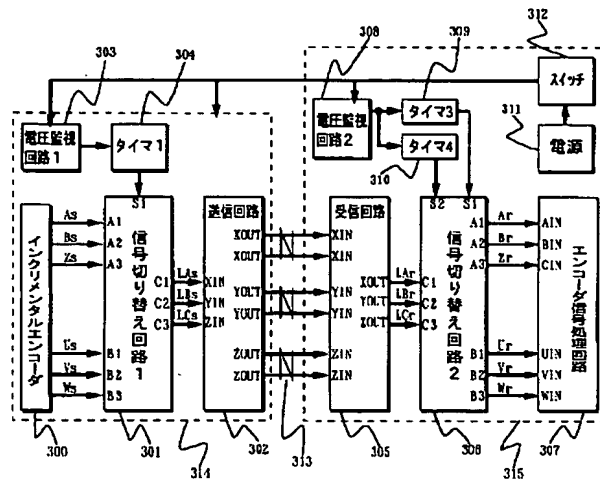 303
304
308
309
312
スイッチ
電圧監視
回路1
タイマ1
電圧監視
回路2
タイマ3
タイマ4
310
311
電源
インクリメンタルエンコーダ
As
Bs
Zs
Us
Vs
Ws
S1
A1
A2
A3
B1
B2
B3
信号切り替え回路1
C1
C2
C3
LAs
LBs
LCs
送信回路
XIN
YIN
ZIN
XOUT
XOUT
YOUT
YOUT
ZOUT
ZOUT
受信回路
XIN
XIN
YIN
YIN
ZIN
ZIN
XOUT
YOUT
XOUT
LAr
LBr
LCr
S2
S1
C1
C2
C3
信号切り替え回路2
A1
A2
A3
B1
B2
B3
Ar
Br
Zr
Ur
Vr
Wr
AIN
BIN
CIN
UIN
VIN
WIN
エンコーダ信号処理回路
300
301
314
302
313
305
306
315
307